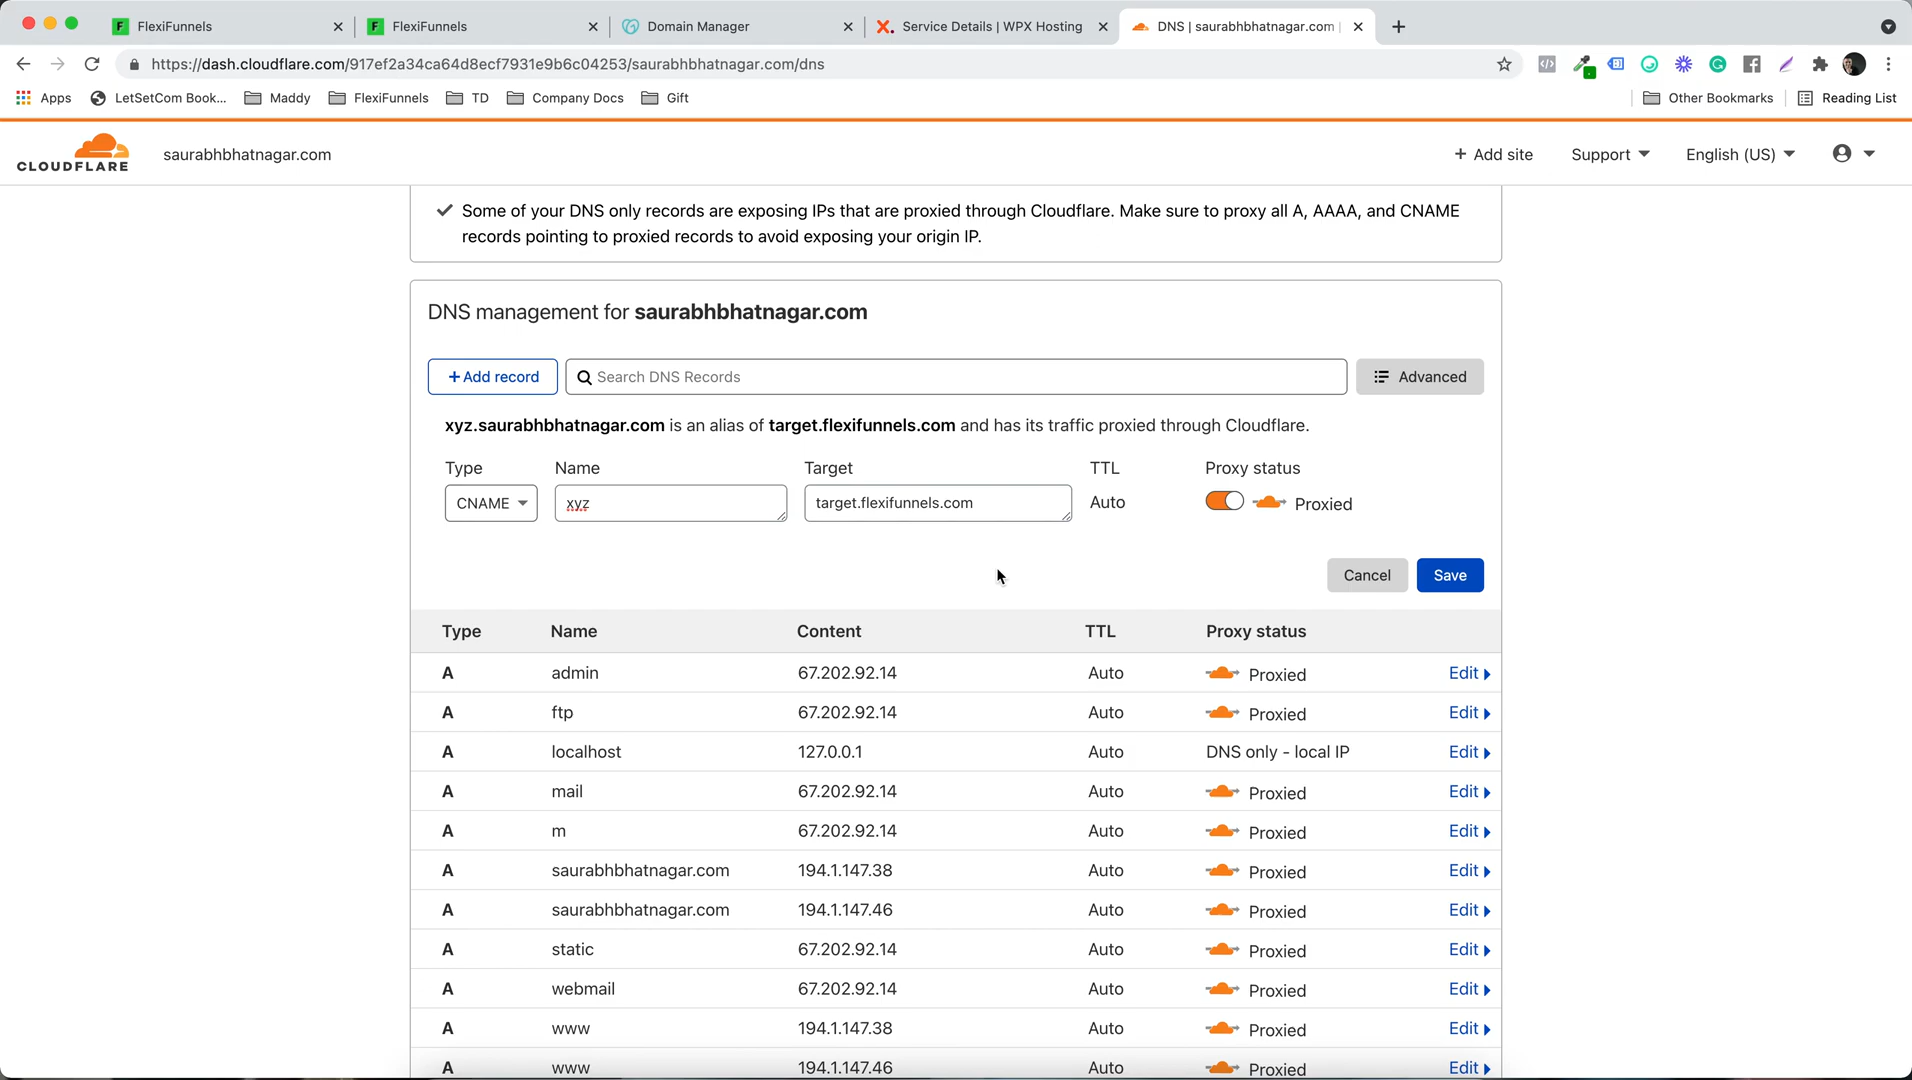 FlexiFunnels
FlexiFunnels
Domain Manager
Service Details | WPX Hosting
DNS | saurabhbhatnagar.com |
https://dash.cloudflare.com/917ef2a34ca64d8ecf7931e9b6c04253/saurabhbhatnagar.com/dns
Apps LetSetCom Book... Maddy FlexiFunnels TD Company Docs Gift Other Bookmarks Reading List
CLOUDFLARE saurabhbhatnagar.com + Add site Support English (US)
Some of your DNS only records are exposing IPs that are proxied through Cloudflare. Make sure to proxy all A, AAAA, and CNAME
records pointing to proxied records to avoid exposing your origin IP.
DNS management for saurabhbhatnagar.com
+ Add record Search DNS Records Advanced
xyz.saurabhbhatnagar.com is an alias of target.flexifunnels.com and has its traffic proxied through Cloudflare.
Type Name Target TTL Proxy status
CNAME xyz target.flexifunnels.com Auto Proxied
Cancel Save
Type Name Content TTL Proxy status
A admin 67.202.92.14 Auto Proxied Edit
A ftp 67.202.92.14 Auto Proxied Edit
A localhost 127.0.0.1 Auto DNS only - local IP Edit
A mail 67.202.92.14 Auto Proxied Edit
A m 67.202.92.14 Auto Proxied Edit
A saurabhbhatnagar.com 194.1.147.38 Auto Proxied Edit
A saurabhbhatnagar.com 194.1.147.46 Auto Proxied Edit
A static 67.202.92.14 Auto Proxied Edit
A webmail 67.202.92.14 Auto Proxied Edit
A www 194.1.147.38 Auto Proxied Edit
A www 194.1.147.46 Auto Proxied Edit